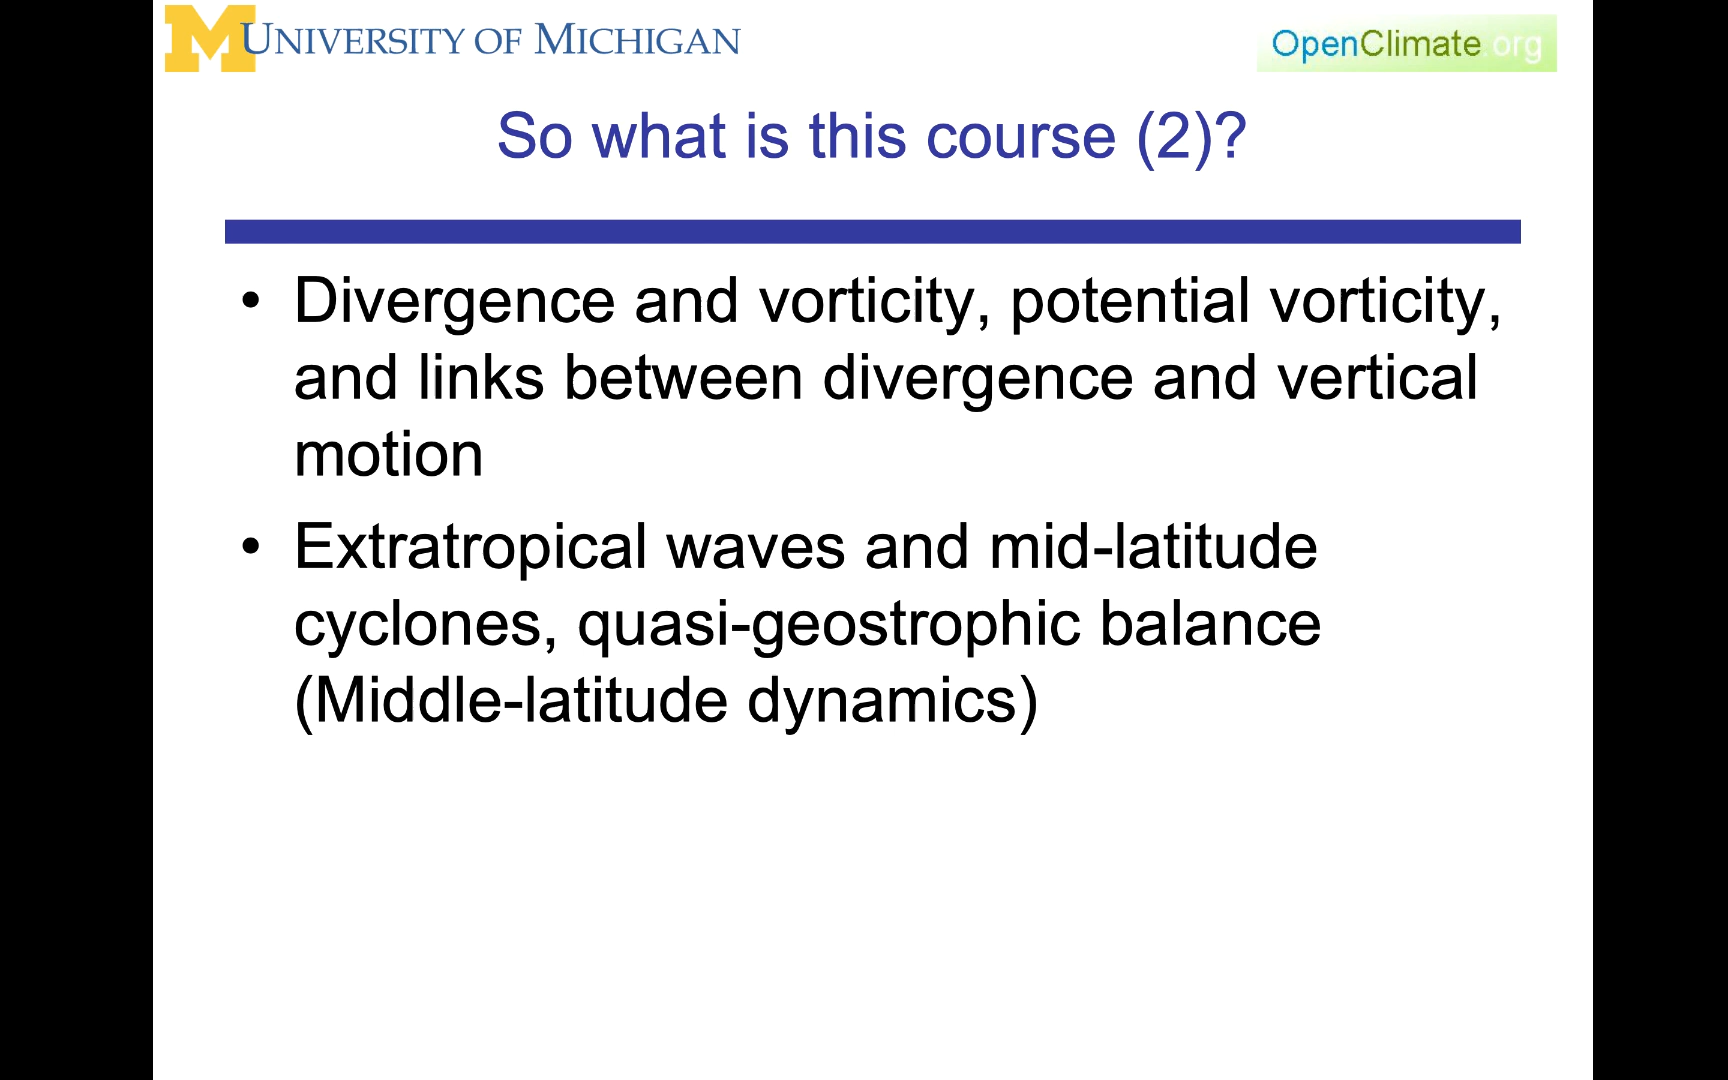 UNIVERSITY OF MICHIGAN
OpenClimate.org
So what is this course (2)?
• Divergence and vorticity, potential vorticity,
and links between divergence and vertical
motion
• Extratropical waves and mid-latitude
cyclones, quasi-geostrophic balance
(Middle-latitude dynamics)